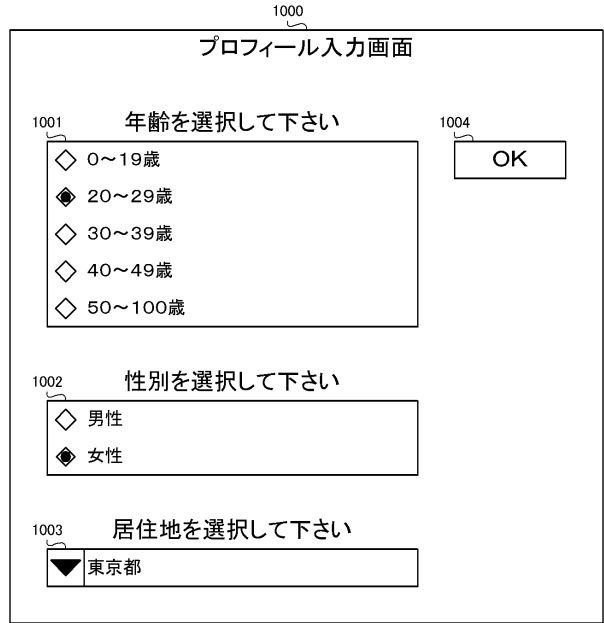 1000
プロフィール入力画面
1001
年齢を選択して下さい
1004
0～19歳
OK
20～29歳
30～39歳
40～49歳
50～100歳
1002
性別を選択して下さい
男性
女性
1003
居住地を選択して下さい
東京都